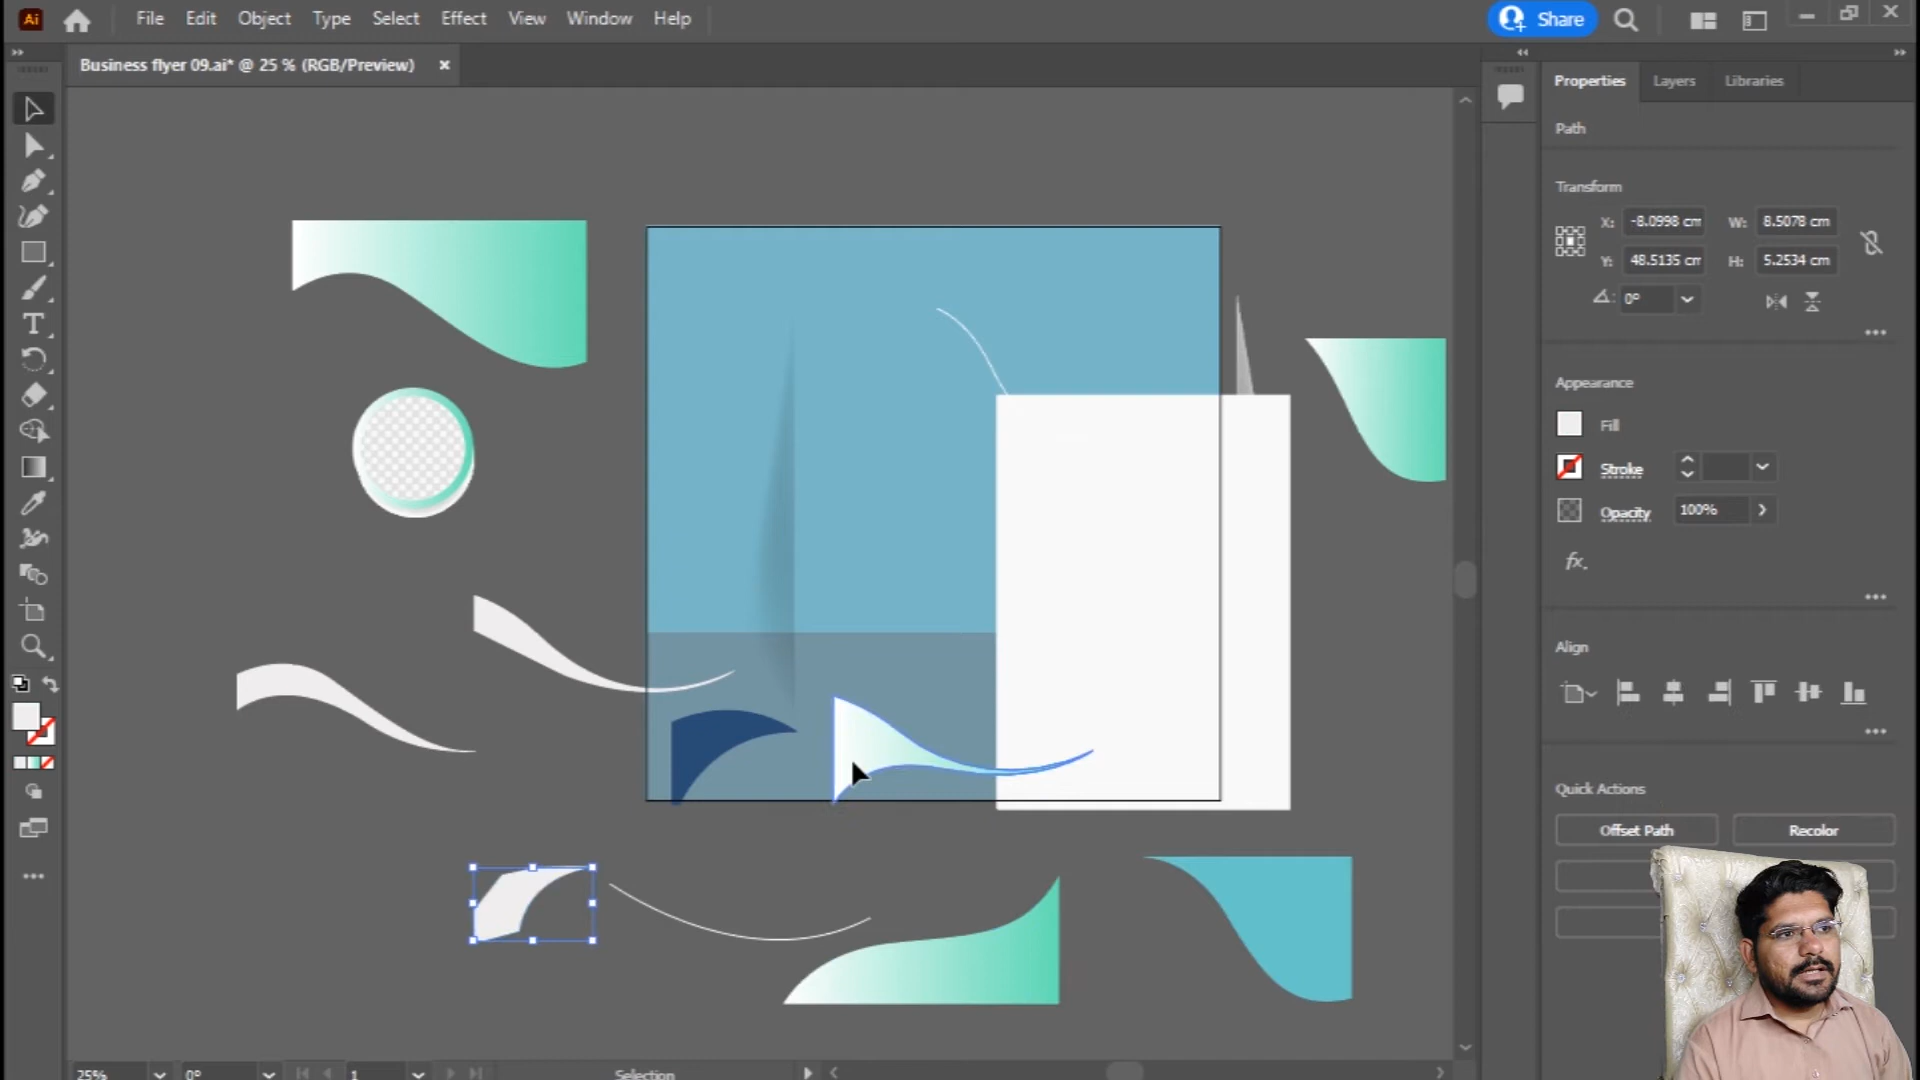 Ai
File Edit Object Type Select Effect View Window Help
Share
Business flyer 09.ai* @ 25 % (RGB/Preview)
Properties Layers Libraries
Path
Transform
X: -8.0998 cm W: 8.5078 cm
Y: 48.5135 cm H: 5.2534 cm
0°
Appearance
Fill
Stroke
Opacity 100%
fx.
Align
Quick Actions
Offset Path Recolor
25% 0° 1 Selection